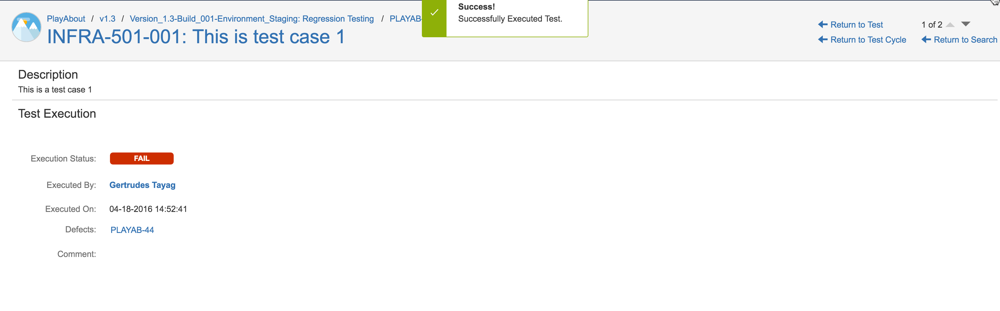 Success!
Successfully Executed Test.
PlayAbout / v1.3 / Version_1.3-Build_001-Environment_Staging: Regression Testing / PLAYAB-
INFRA-501-001: This is test case 1
Return to Test
1 of 2
Return to Test Cycle
Return to Search
Description
This is a test case 1
Test Execution
Execution Status: FAIL
Executed By: Gertrudes Tayag
Executed On: 04-18-2016 14:52:41
Defects: PLAYAB-44
Comment: